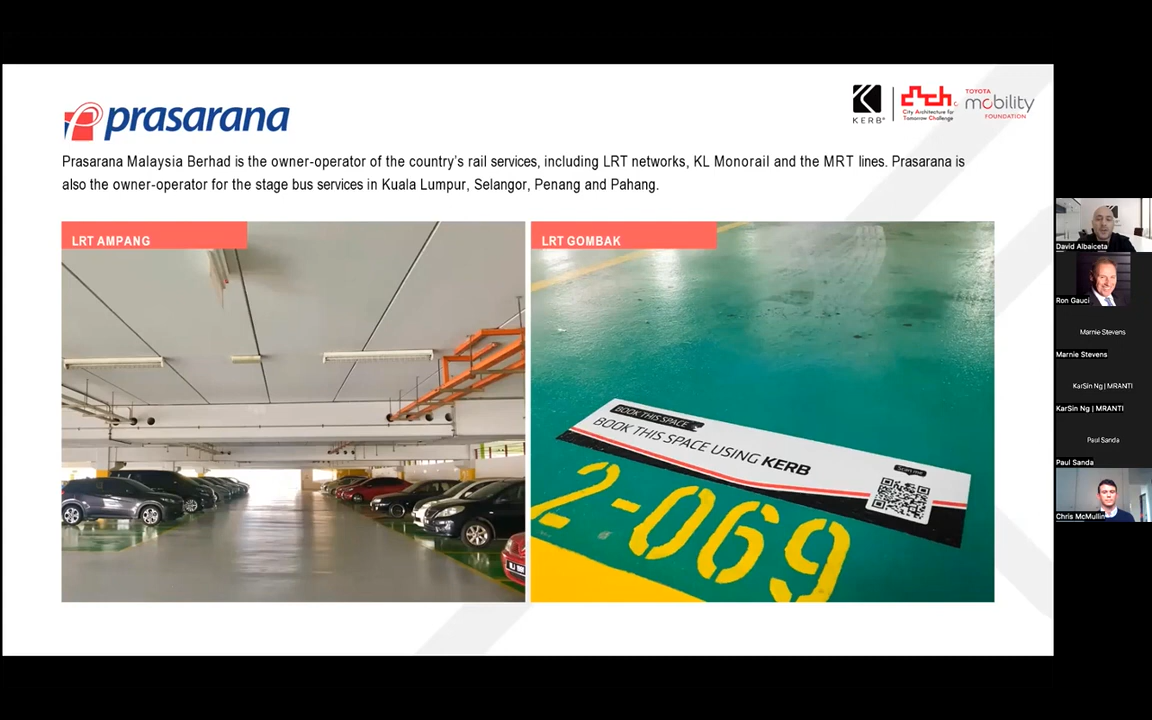 prasarana
KERB
City Architecture for
Tomorrow Challenge
TOYOTA
mobility
FOUNDATION
Prasarana Malaysia Berhad is the owner-operator of the country's rail services, including LRT networks, KL Monorail and the MRT lines. Prasarana is
also the owner-operator for the stage bus services in Kuala Lumpur, Selangor, Penang and Pahang.
LRT AMPANG
LRT GOMBAK
BOOK THIS SPACE
BOOK THIS SPACE USING KERB
Scan me
2-069
David Albaiceta
Ron Gauci
Marnie Stevens
Marnie Stevens
KarSin Ng | MRANTI
KarSin Ng | MRANTI
Paul Sanda
Paul Sanda
Chris McMullin